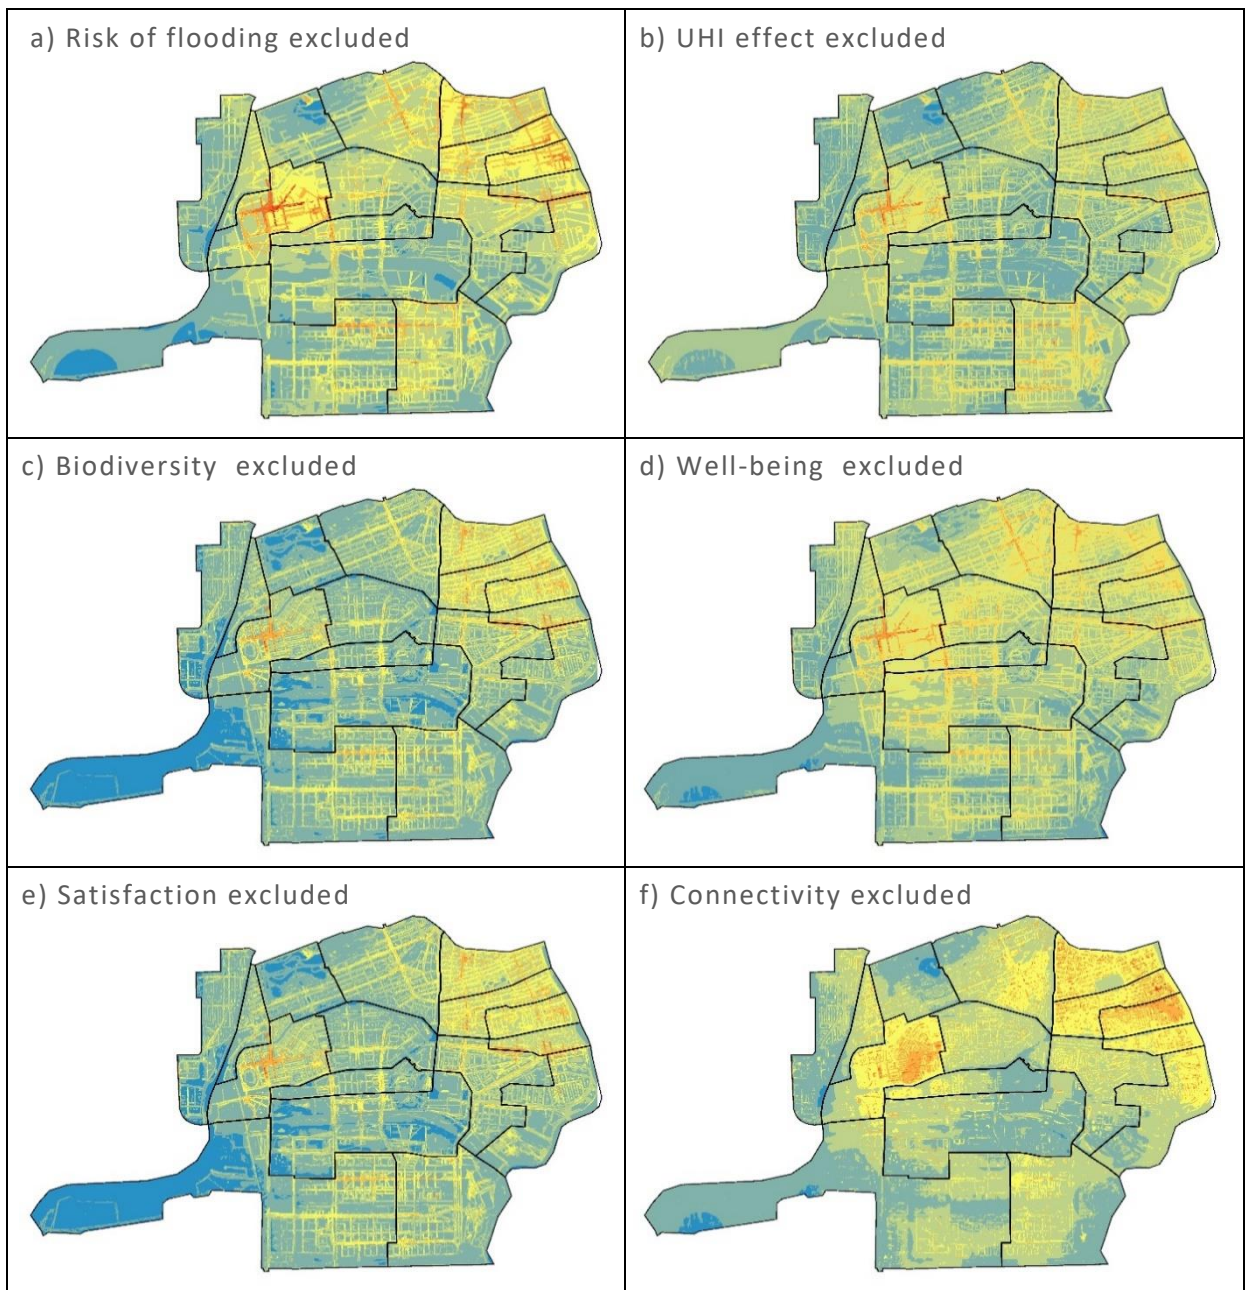 a) Risk of flooding excluded
b) UHI effect excluded
c) Biodiversity  excluded
d) Well-being  excluded
e) Satisfaction excluded
f) Connectivity excluded